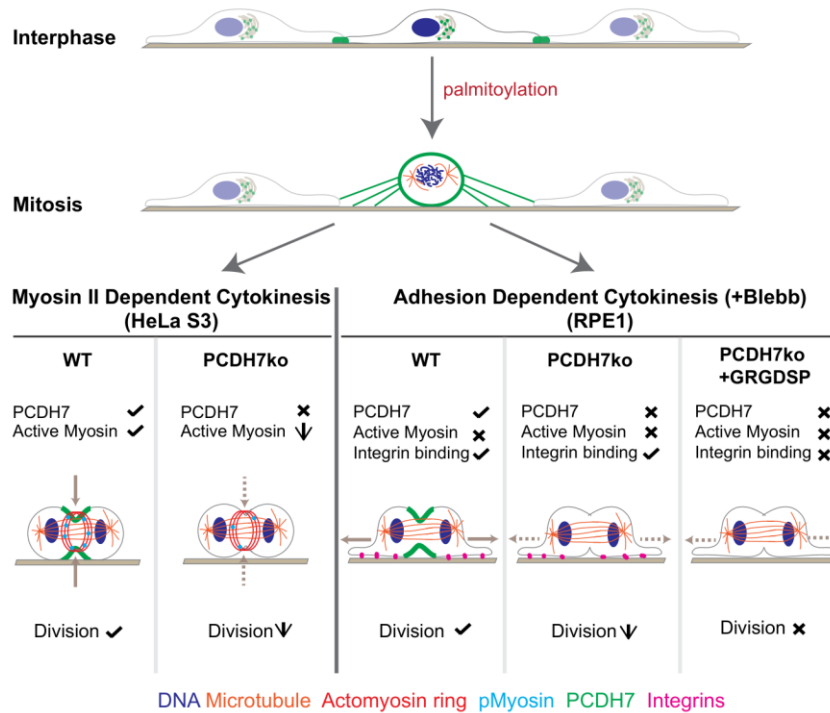 Interphase
palmitoylation
Mitosis
Myosin II Dependent Cytokinesis
(HeLa S3)
Adhesion Dependent Cytokinesis (+Blebb)
(RPE1)
WT
PCDH7ko
WT
PCDH7ko
PCDH7ko
+GRGDSP
PCDH7 ✓
Active Myosin ✓
PCDH7 ×
Active Myosin ↓
PCDH7 ✓
Active Myosin ×
Integrin binding ✓
PCDH7 ×
Active Myosin ×
Integrin binding ✓
PCDH7 ×
Active Myosin ×
Integrin binding ×
Division ✓
Division ↓
Division ✓
Division ↓
Division ×
DNA Microtubule Actomyosin ring pMyosin PCDH7 Integrins